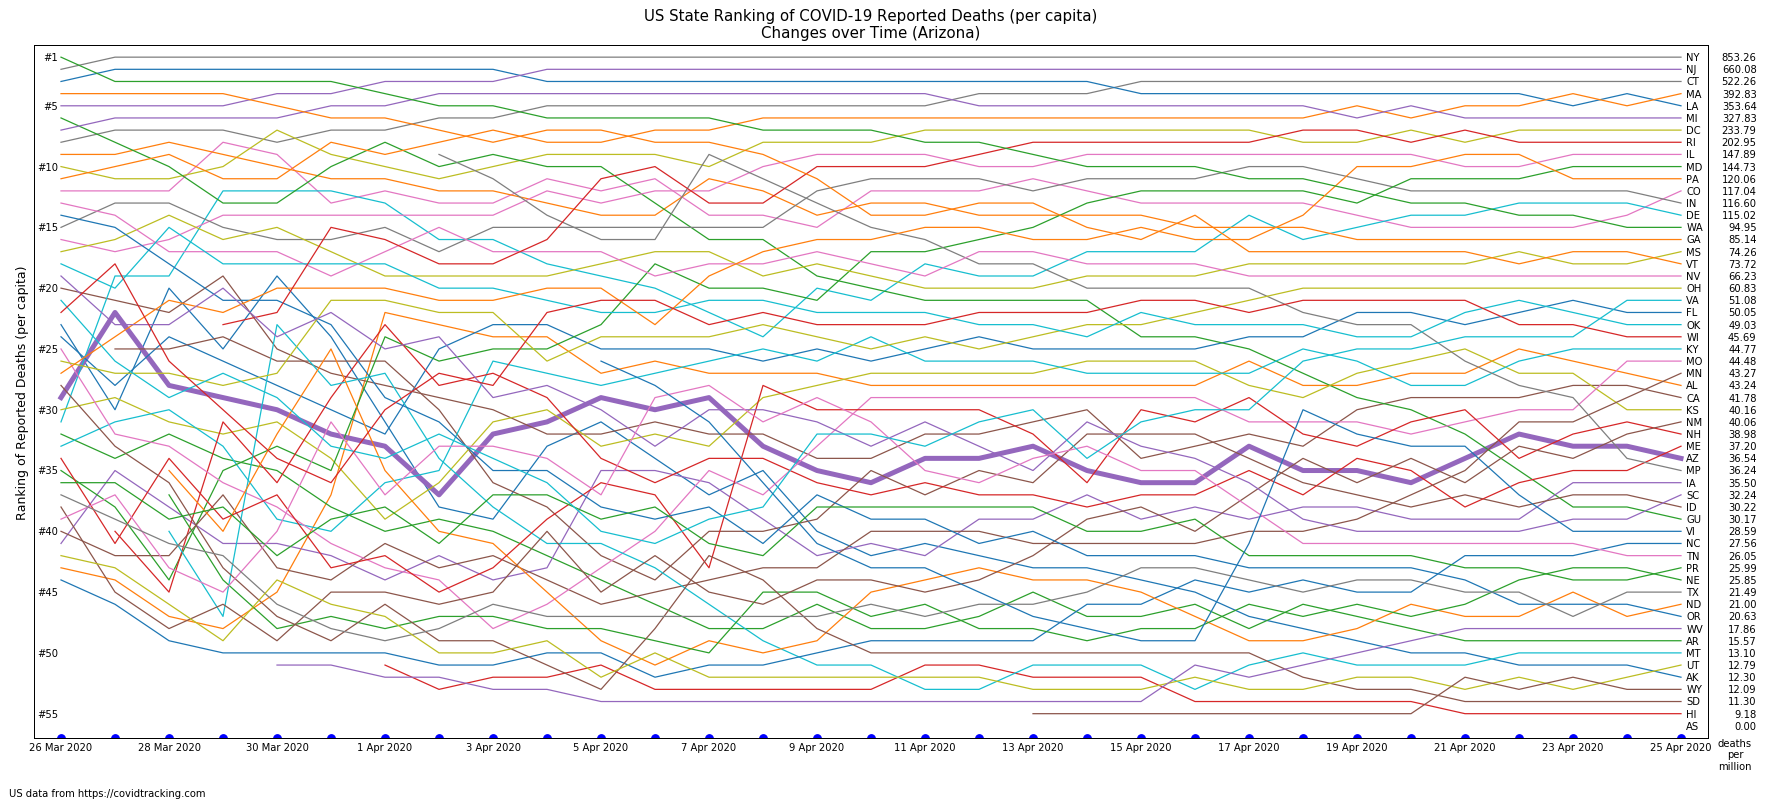 US State Ranking of COVID-19 Reported Deaths (per capita)
Changes over Time (Arizona)
Ranking of Reported Deaths (per capita)
#1
#5
#10
#15
#20
#25
#30
#35
#40
#45
#50
#55
NY 853.26
NJ 660.08
CT 522.26
MA 392.83
LA 353.64
MI 327.83
DC 233.79
RI 202.95
IL 147.89
MD 144.73
PA 120.06
CO 117.04
IN 116.60
DE 115.02
WA 94.95
GA 85.14
MS 74.26
VT 73.72
NV 66.23
OH 60.83
VA 51.08
FL 50.05
OK 49.03
WI 45.69
KY 44.77
MO 44.48
MN 43.27
AL 43.24
CA 41.78
KS 40.16
NM 40.06
NH 38.98
ME 37.20
AZ 36.54
MP 36.24
IA 35.50
SC 32.24
ID 30.22
GU 30.17
VI 28.59
NC 27.56
TN 26.05
PR 25.99
NE 25.85
TX 21.49
ND 21.00
OR 20.63
WV 17.86
AR 15.57
MT 13.10
UT 12.79
AK 12.30
WY 12.09
SD 11.30
HI 9.18
AS 0.00
26 Mar 2020 28 Mar 2020 30 Mar 2020 1 Apr 2020 3 Apr 2020 5 Apr 2020 7 Apr 2020 9 Apr 2020 11 Apr 2020 13 Apr 2020 15 Apr 2020 17 Apr 2020 19 Apr 2020 21 Apr 2020 23 Apr 2020 25 Apr 2020
deaths
per
million
US data from https://covidtracking.com